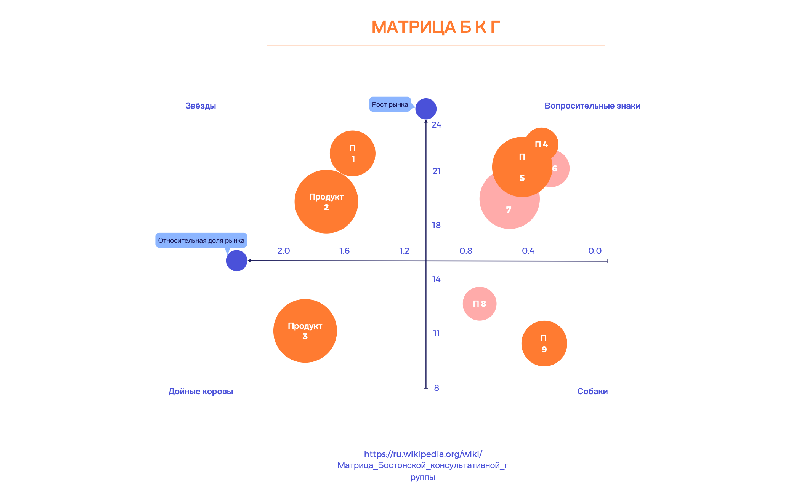 МАТРИЦА Б К Г
Звёзды
Рост рынка
Вопросительные знаки
24
П
1
П 4
П
5
6
21
Продукт
2
7
18
Относительная доля рынка
2.0
1.6
1.2
0.8
0.4
0.0
14
П 8
Продукт
3
11
П
9
8
Дойные коровы
Собаки
https://ru.wikipedia.org/wiki/
Матрица_Бостонской_консультативной_г
руппы